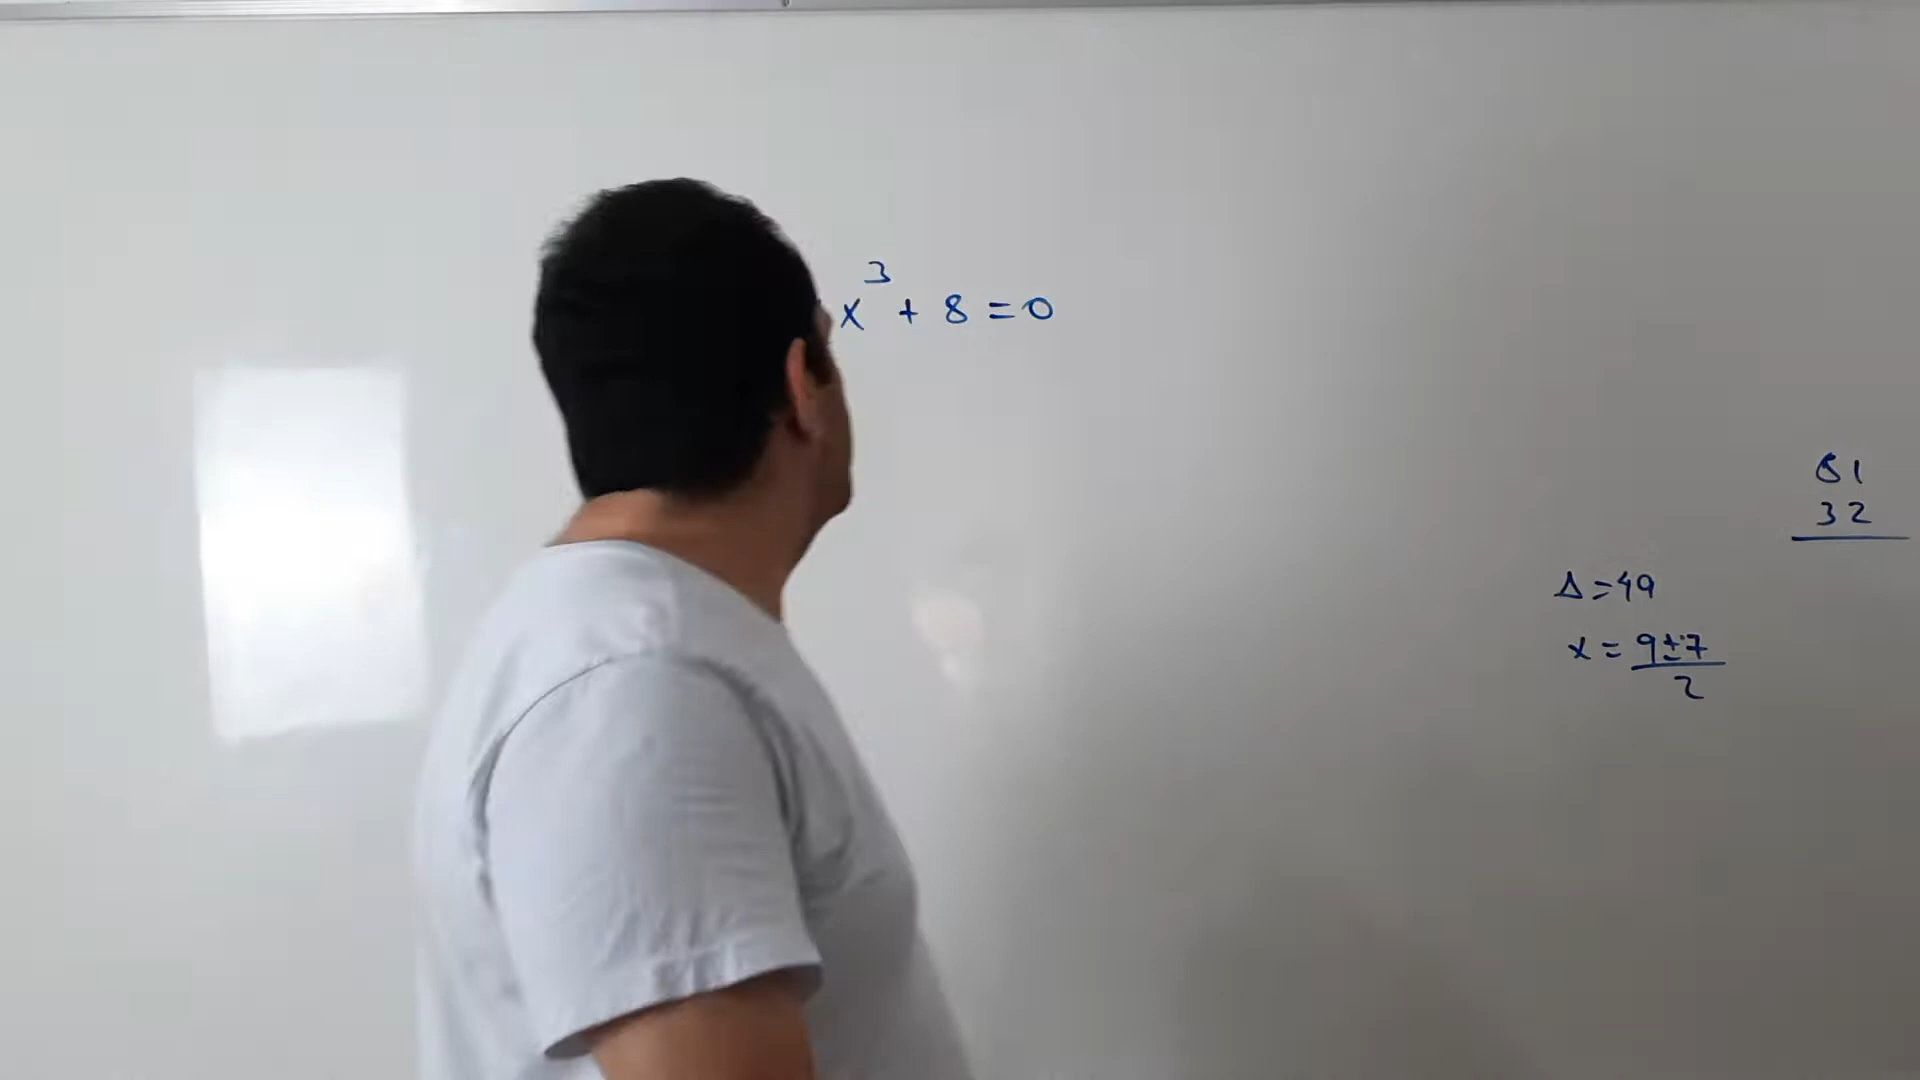 x³ + 8 = 0
81
32
Δ = 49
x = 9±7
2